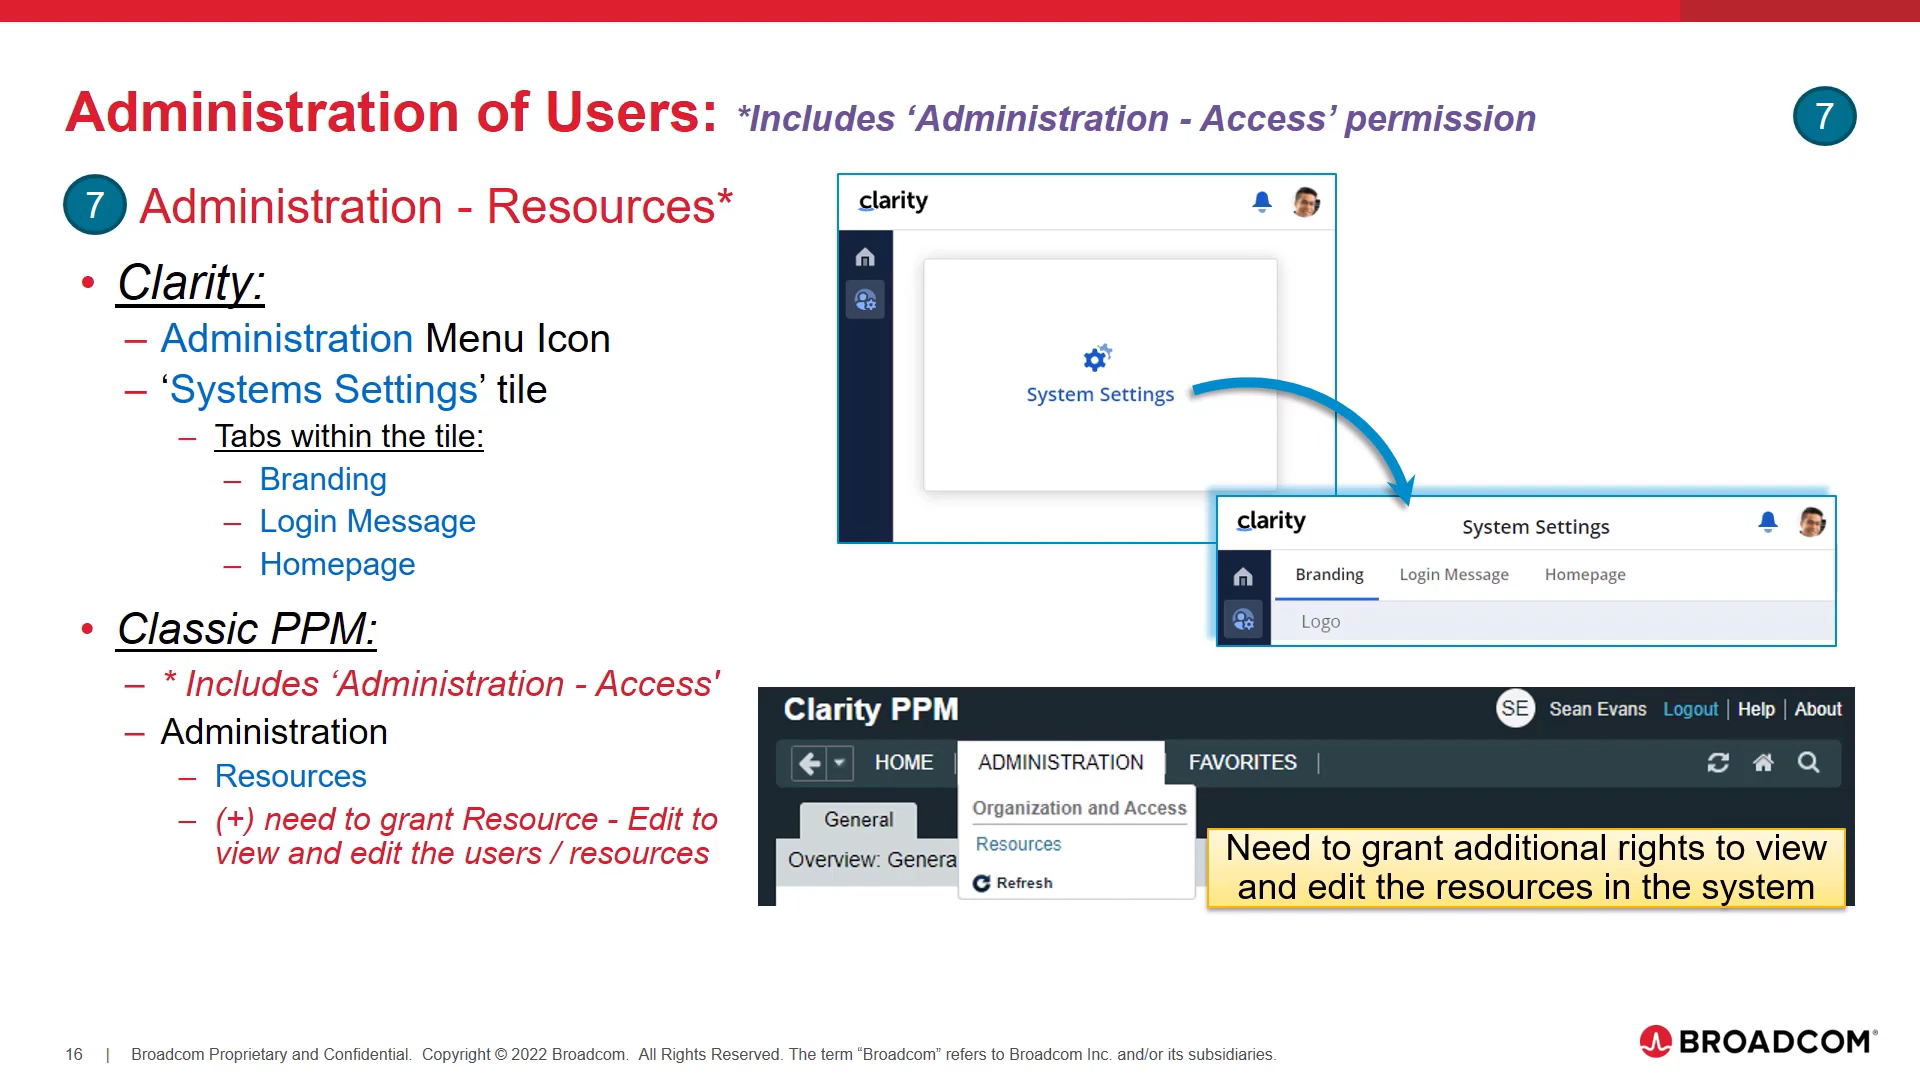 Administration of Users: *Includes ‘Administration - Access’ permission
7
7 Administration - Resources*
• Clarity:
– Administration Menu Icon
– ‘Systems Settings’ tile
– Tabs within the tile:
– Branding
– Login Message
– Homepage
• Classic PPM:
– * Includes ‘Administration - Access'
– Administration
– Resources
– (+) need to grant Resource - Edit to
view and edit the users / resources
clarity
System Settings
clarity
System Settings
Branding Login Message Homepage
Logo
Clarity PPM
SE Sean Evans Logout | Help | About
HOME | ADMINISTRATION | FAVORITES |
Organization and Access
General
Resources
Overview: Genera
Refresh
Need to grant additional rights to view
and edit the resources in the system
16 | Broadcom Proprietary and Confidential. Copyright © 2022 Broadcom. All Rights Reserved. The term “Broadcom” refers to Broadcom Inc. and/or its subsidiaries.
BROADCOM®